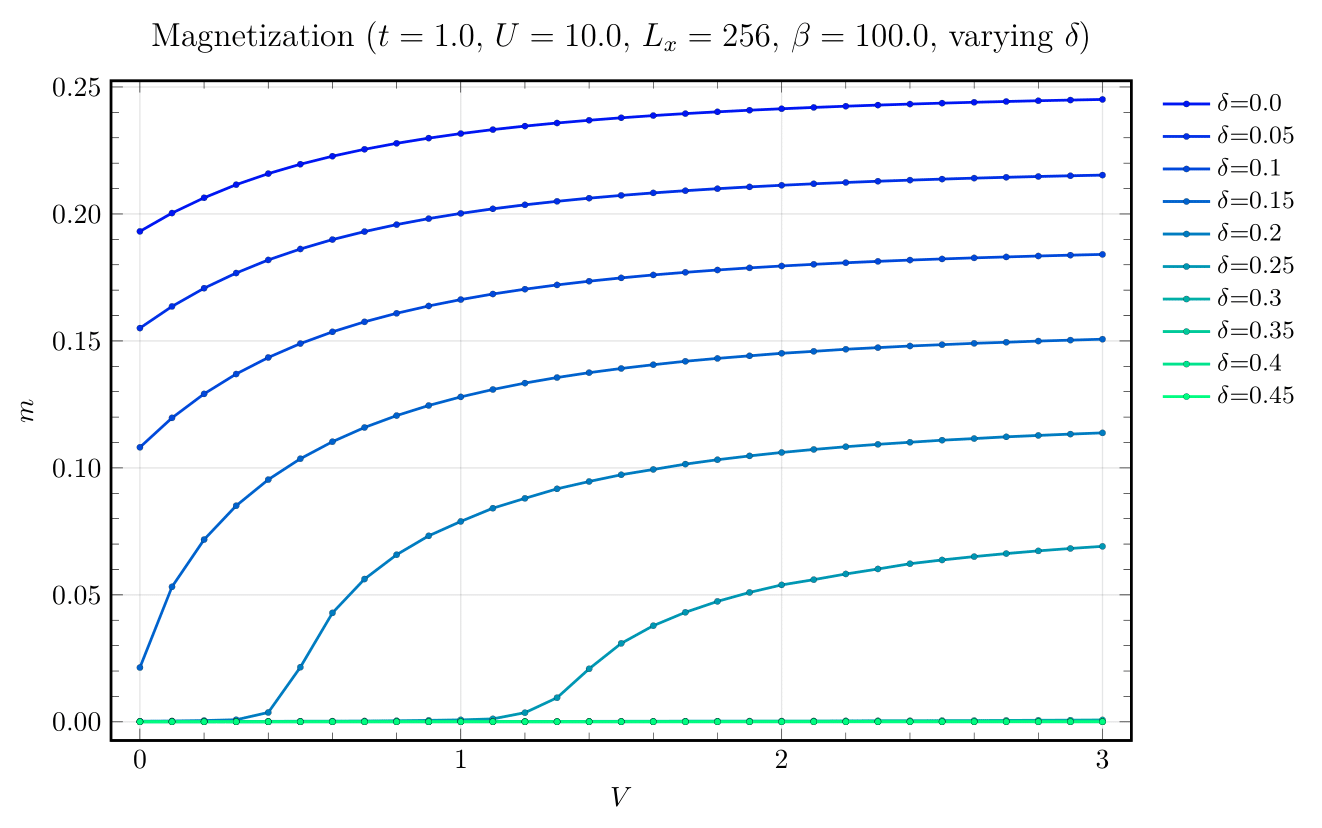 Magnetization (t = 1.0, U = 10.0, Lₓ = 256, β = 100.0, varying δ)
0.25
0.20
0.15
0.10
0.05
0.00
m
0 1 2 3
V
δ=0.0
δ=0.05
δ=0.1
δ=0.15
δ=0.2
δ=0.25
δ=0.3
δ=0.35
δ=0.4
δ=0.45